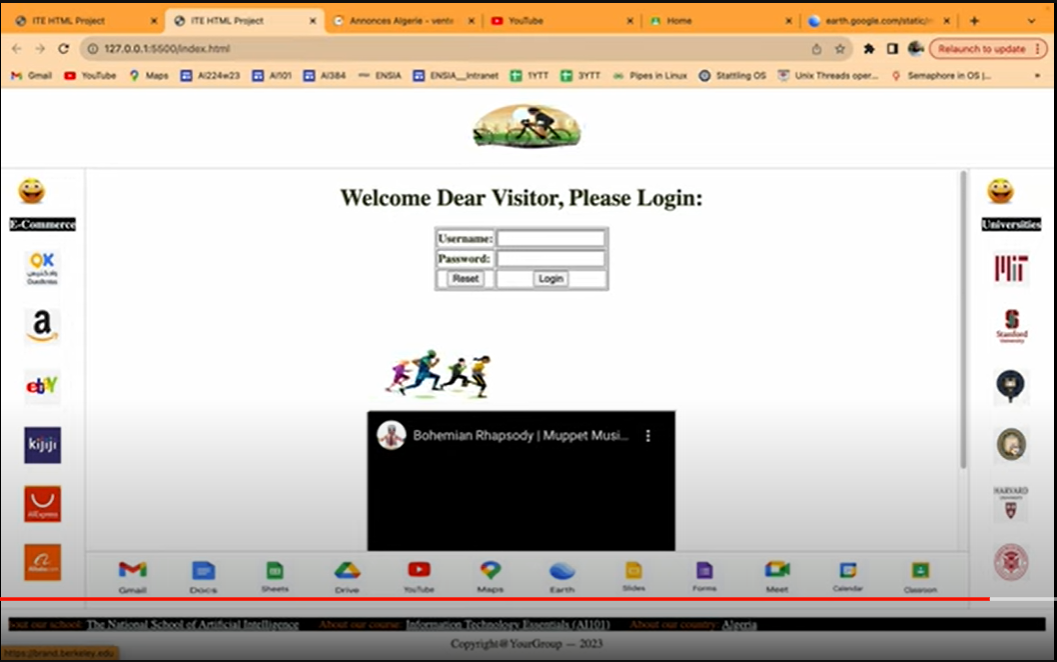 ITE HTML Project
ITE HTML Project
Annonces Algerie - vente
YouTube
Home
earth.google.com/static/
127.0.0.1:5500/index.html
Relaunch to update
Gmail
YouTube
Maps
AI224w23
AI101
AI384
ENSIA
ENSIA__Intranet
1YTT
3YTT
Pipes in Linux
Stattling OS
Unix Threads oper...
Semaphore in OS |...
»
E-Commerce
Ouedkniss
a
ebay
kijiji
AliExpress
Alibaba.com
Welcome Dear Visitor, Please Login:
Username:
Password:
Reset
Login
Bohemian Rhapsody | Muppet Musi...
Universities
MIT
Stanford
University
HARVARD
Gmail
Docs
Sheets
Drive
YouTube
Maps
Earth
Slides
Forms
Meet
Calendar
Classroom
out our school: The National School of Artificial Intelligence
About our course: Information Technology Essentials (AI101)
About our country: Algeria
Copyright@YourGroup — 2023
https://brand.berkeley.edu